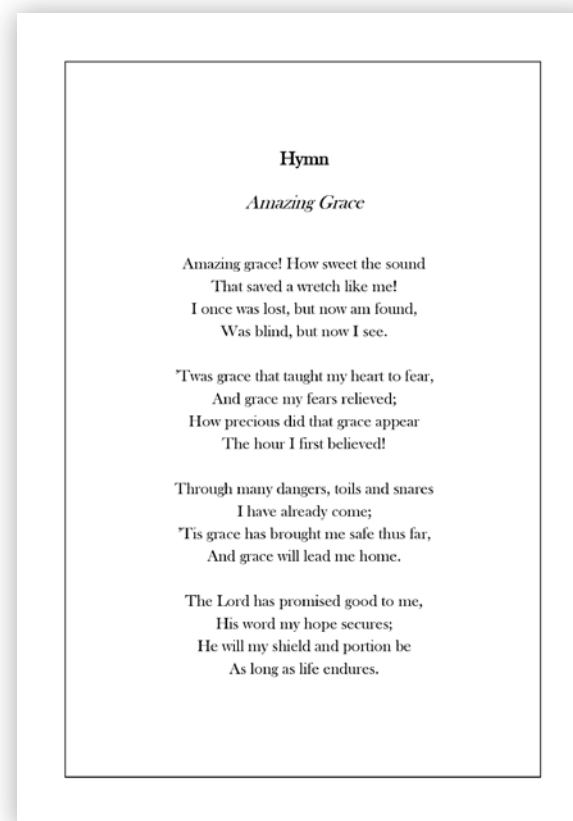 Hymn
Amazing Grace
Amazing grace! How sweet the sound
That saved a wretch like me!
I once was lost, but now am found,
Was blind, but now I see.
'Twas grace that taught my heart to fear,
And grace my fears relieved;
How precious did that grace appear
The hour I first believed!
Through many dangers, toils and snares
I have already come;
'Tis grace has brought me safe thus far,
And grace will lead me home.
The Lord has promised good to me,
His word my hope secures;
He will my shield and portion be
As long as life endures.